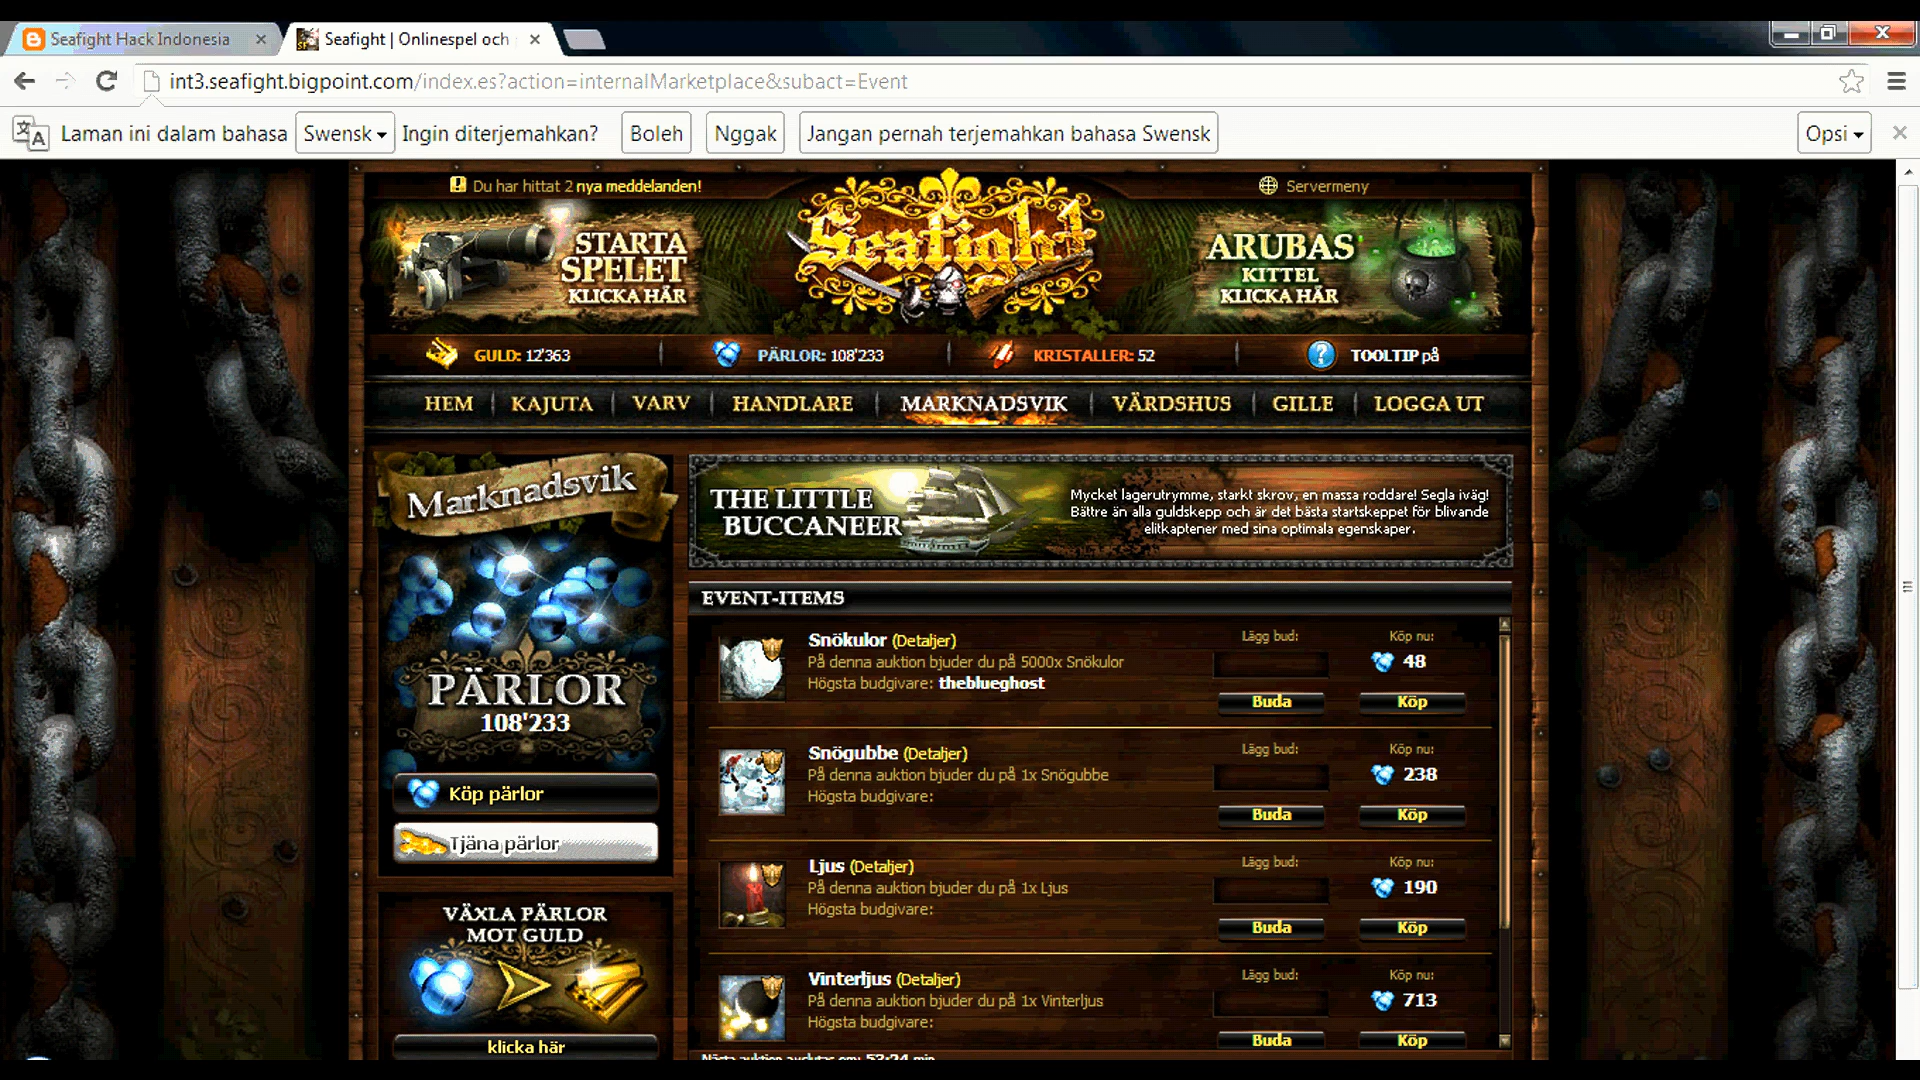 Seafight Hack Indonesia
Seafight | Onlinespel och
int3.seafight.bigpoint.com/index.es?action=internalMarketplace&subact=Event
Laman ini dalam bahasa Swensk Ingin diterjemahkan? Boleh Nggak Jangan pernah terjemahkan bahasa Swensk Opsi
Du har hittat 2 nya meddelanden!
Servermeny
STARTA
SPELET
KLICKA HÄR
Seafight
ARUBAS
KITTEL
KLICKA HÄR
GULD: 12'363
PÄRLOR: 108'233
KRISTALLER: 52
TOOLTIP på
HEM KAJUTA VARV HANDLARE MARKNADSVIK VÄRDSHUS GILLE LOGGA UT
Marknadsvik
PÄRLOR
108'233
Köp pärlor
Tjäna pärlor
VÄXLA PÄRLOR
MOT GULD
klicka här
THE LITTLE
BUCCANEER
Mycket lagerutrymme, starkt skrov, en massa roddare! Segla iväg!
Bättre än alla guldskepp och är det bästa startskeppet för blivande
elitkaptener med sina optimala egenskaper.
EVENT-ITEMS
Snökulor (Detaljer)
På denna auktion bjuder du på 5000x Snökulor
Högsta budgivare: theblueghost
Lägg bud:
Buda
Köp nu:
48
Köp
Snögubbe (Detaljer)
På denna auktion bjuder du på 1x Snögubbe
Högsta budgivare:
Lägg bud:
Buda
Köp nu:
238
Köp
Ljus (Detaljer)
På denna auktion bjuder du på 1x Ljus
Högsta budgivare:
Lägg bud:
Buda
Köp nu:
190
Köp
Vinterljus (Detaljer)
På denna auktion bjuder du på 1x Vinterljus
Högsta budgivare:
Lägg bud:
Buda
Köp nu:
713
Köp